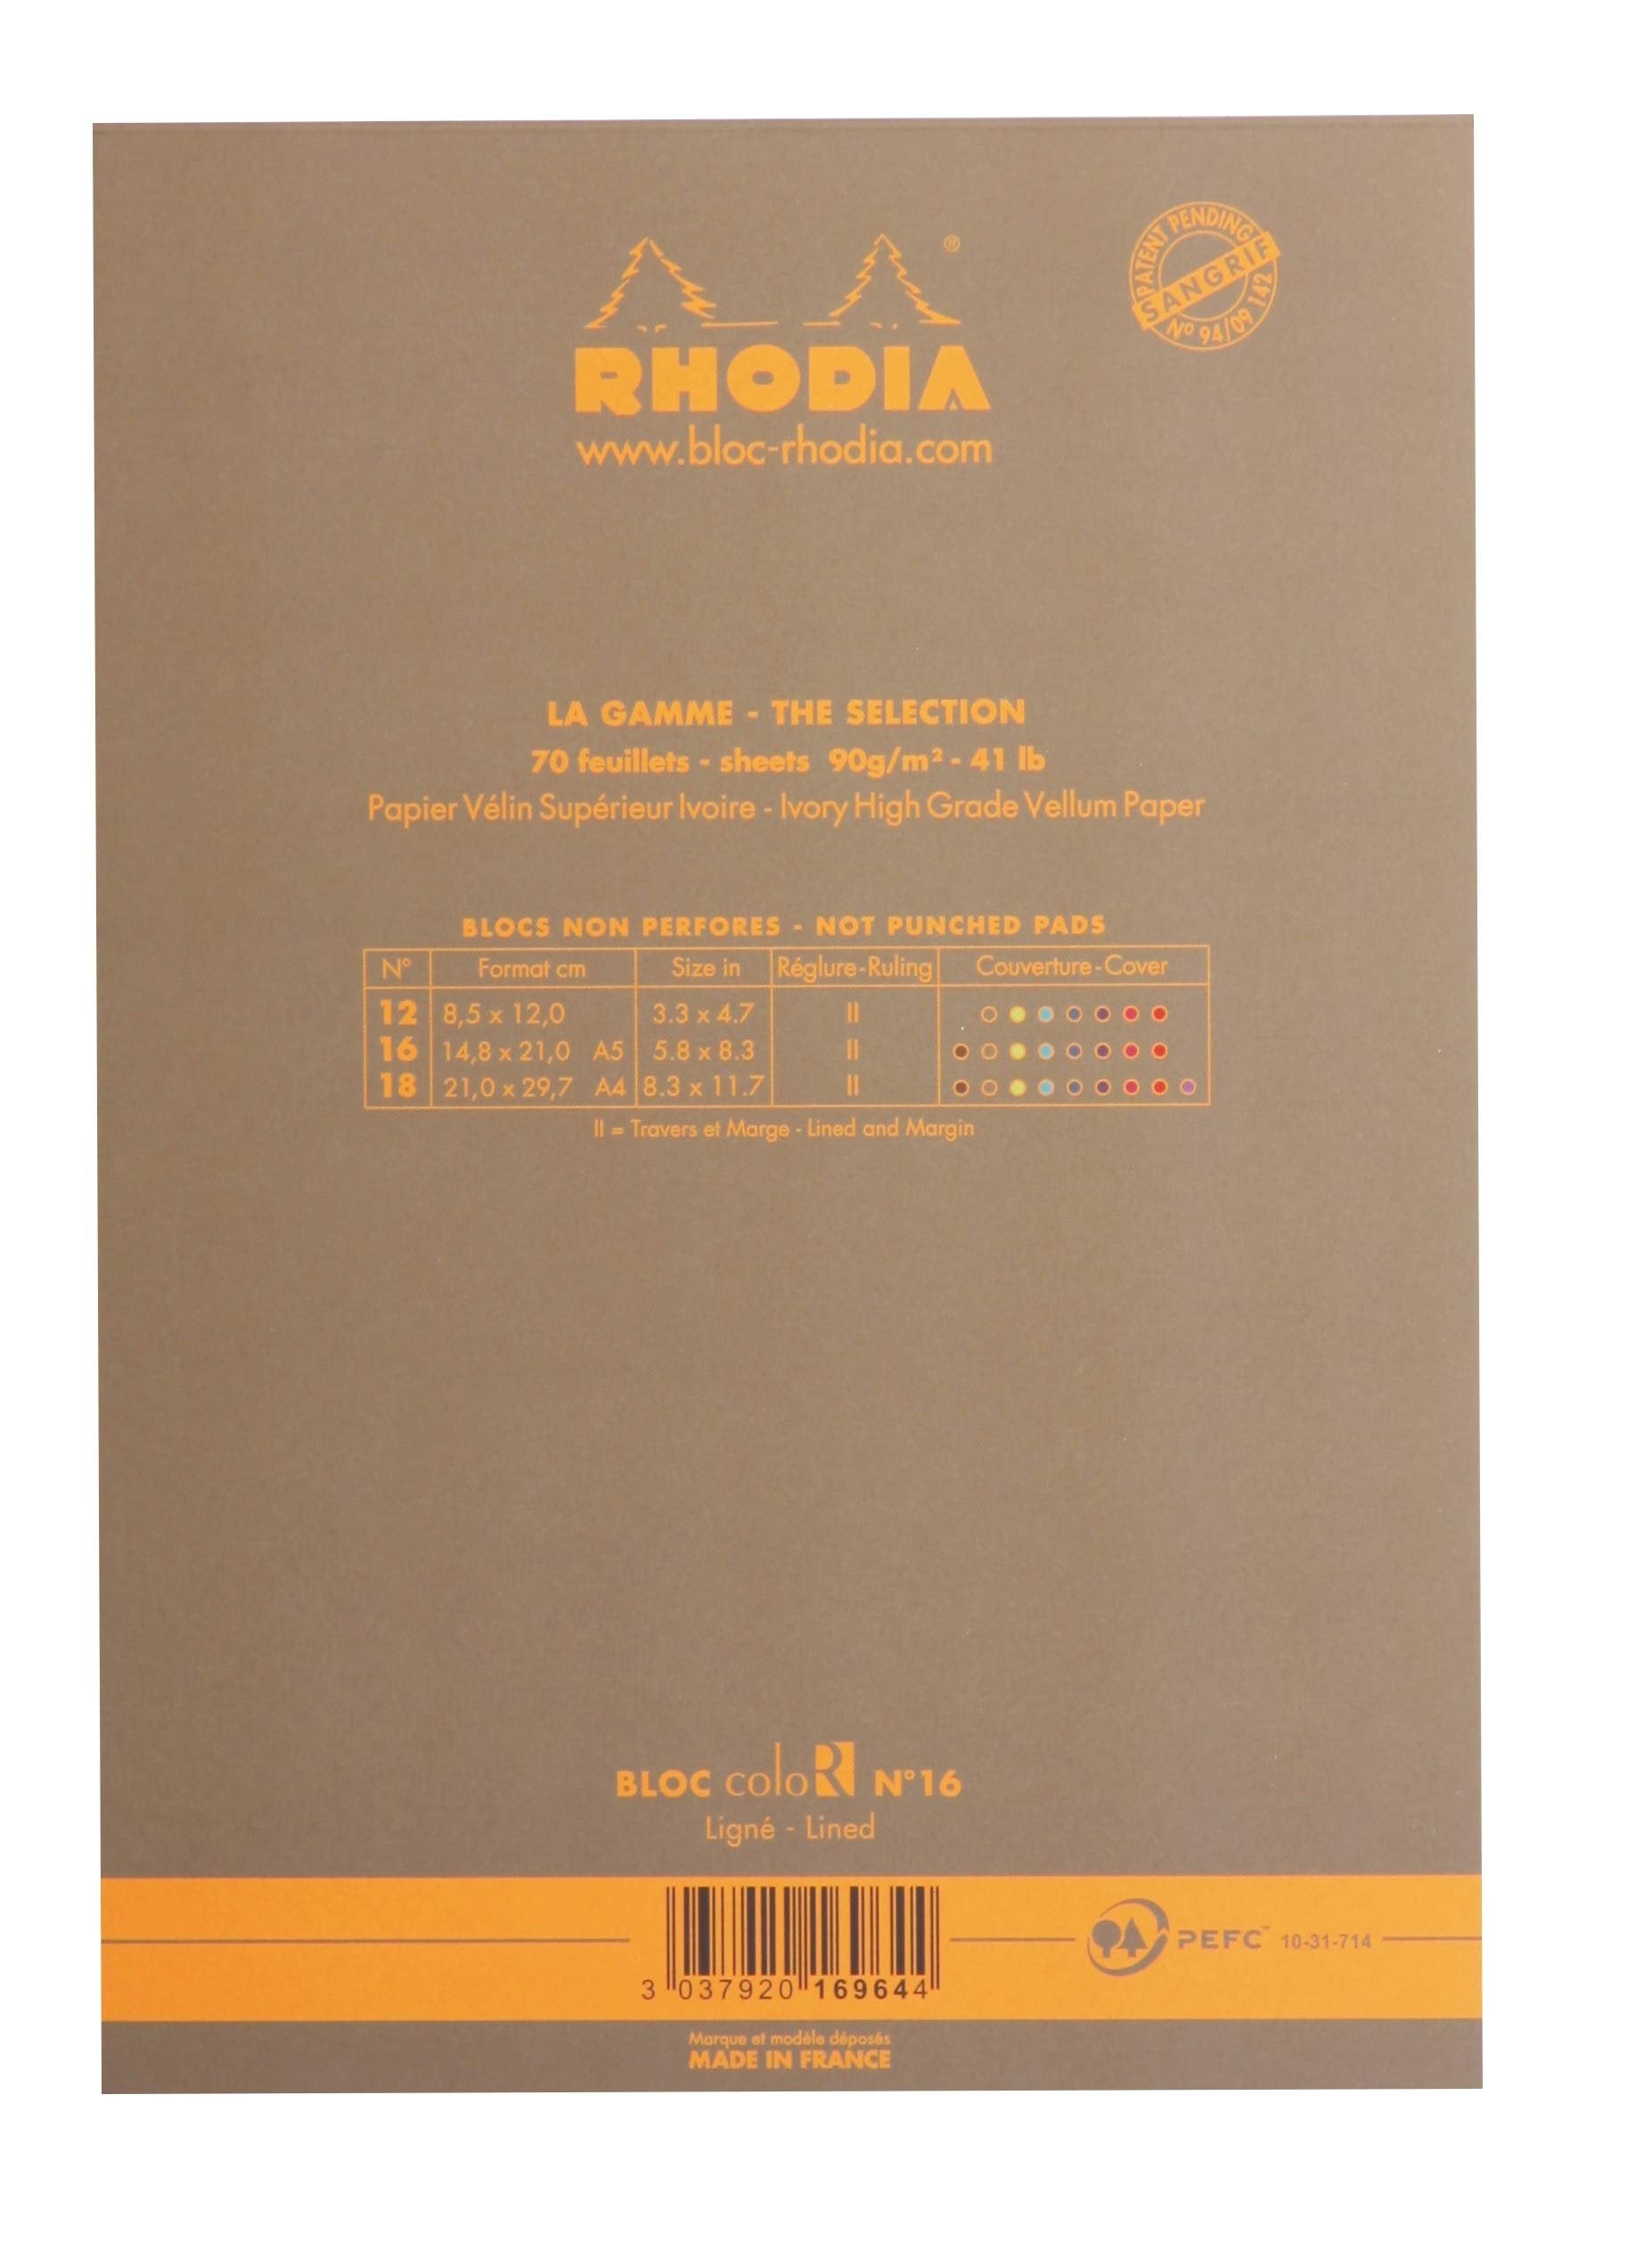 RHODIA ®
www.bloc-rhodia.com
PATENT PENDING
SANGRIF
N° 94/09 142
LA GAMME - THE SELECTION
70 feuillets - sheets 90g/m² - 41 lb
Papier Vélin Supérieur Ivoire - Ivory High Grade Vellum Paper
BLOCS NON PERFORES - NOT PUNCHED PADS
N° Format cm Size in Réglure-Ruling Couverture-Cover
12 8,5 x 12,0 3.3 x 4.7 II
16 14,8 x 21,0 A5 5.8 x 8.3 II
18 21,0 x 29,7 A4 8.3 x 11.7 II
II = Travers et Marge - Lined and Margin
BLOC coloR N°16
Ligné - Lined
3 037920 169644
PEFC™ 10-31-714
Marque et modèle déposés
MADE IN FRANCE